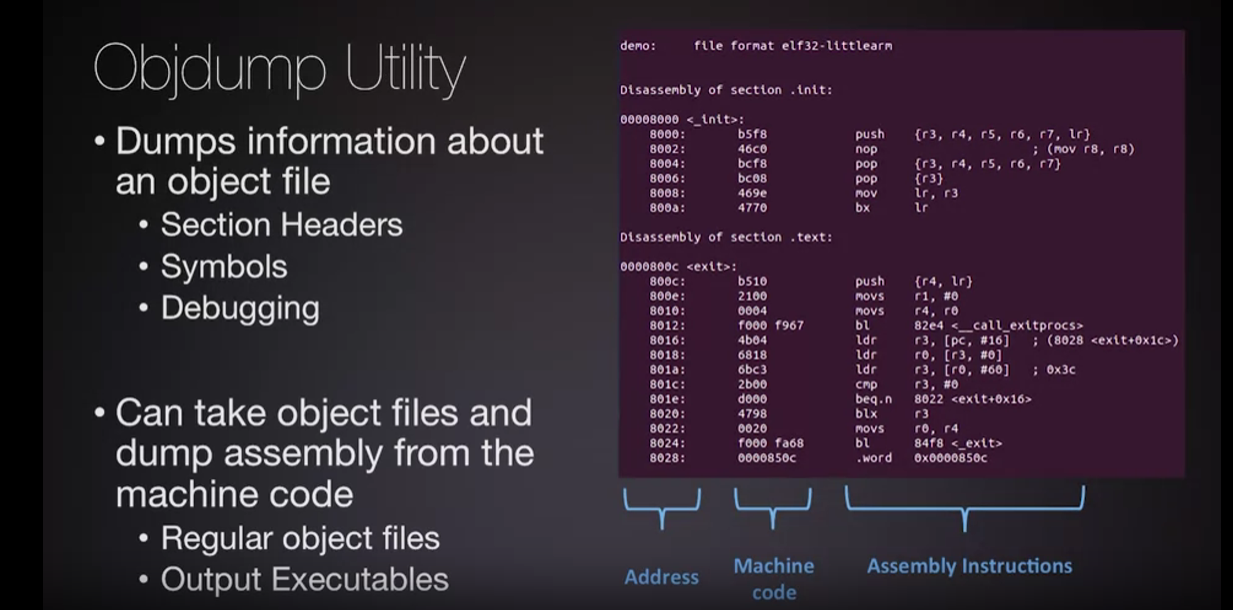 Objdump Utility
• Dumps information about
an object file
• Section Headers
• Symbols
• Debugging
• Can take object files and
dump assembly from the
machine code
• Regular object files
• Output Executables
demo:     file format elf32-littlearm
Disassembly of section .init:
00008000 <_init>:
8000:       b5f8            push    {r3, r4, r5, r6, r7, lr}
8002:       46c0            nop                     ; (mov r8, r8)
8004:       bcf8            pop     {r3, r4, r5, r6, r7}
8006:       bc08            pop     {r3}
8008:       469e            mov     lr, r3
800a:       4770            bx      lr
Disassembly of section .text:
0000800c <exit>:
800c:       b510            push    {r4, lr}
800e:       2100            movs    r1, #0
8010:       0004            movs    r4, r0
8012:       f000 f967       bl      82e4 <__call_exitprocs>
8016:       4b04            ldr     r3, [pc, #16]   ; (8028 <exit+0x1c>)
8018:       6818            ldr     r0, [r3, #0]
801a:       6bc3            ldr     r3, [r0, #60]   ; 0x3c
801c:       2b00            cmp     r3, #0
801e:       d000            beq.n   8022 <exit+0x16>
8020:       4798            blx     r3
8022:       0020            movs    r0, r4
8024:       f000 fa68       bl      84f8 <_exit>
8028:       0000850c        .word   0x0000850c
Address
Machine
code
Assembly Instructions